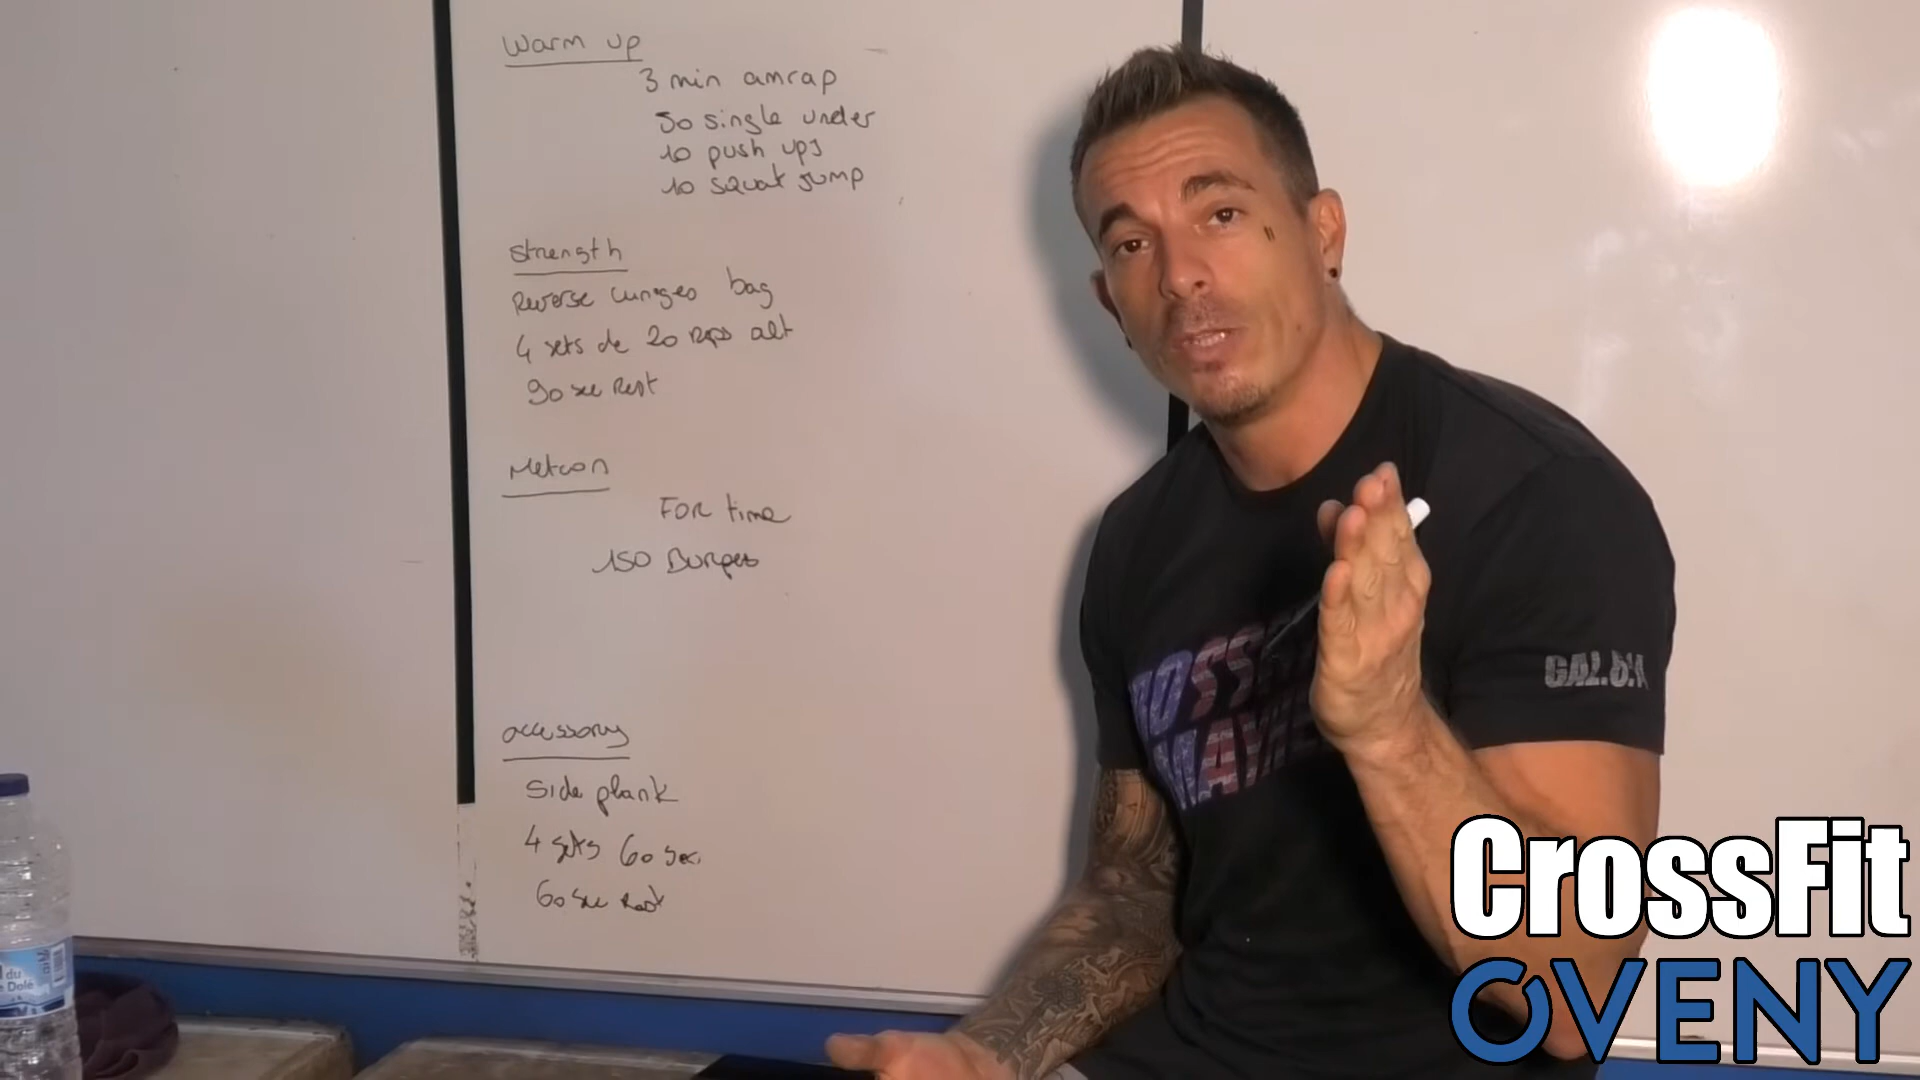 Warm up
3 min amrap
50 single under
10 push ups
10 squat jump
Strength
Reverse lunges bag
4 sets de 20 reps alt
90 sec Rest
Metcon
FOR time
150 Burpees
accessory
Side plank
4 sets 60 sec.
60 sec Rest
CrossFit
OVENY